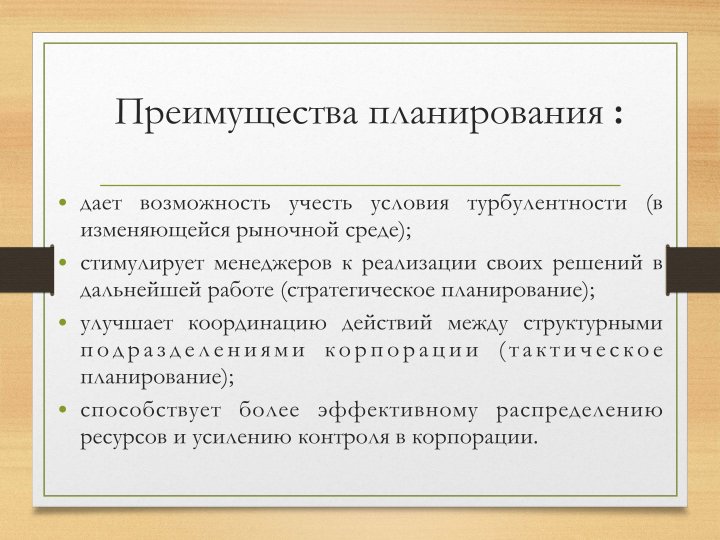 Преимущества планирования :
• дает возможность учесть условия турбулентности (в
изменяющейся рыночной среде);
• стимулирует менеджеров к реализации своих решений в
дальнейшей работе (стратегическое планирование);
• улучшает координацию действий между структурными
подразделениями корпорации (тактическое
планирование);
• способствует более эффективному распределению
ресурсов и усилению контроля в корпорации.